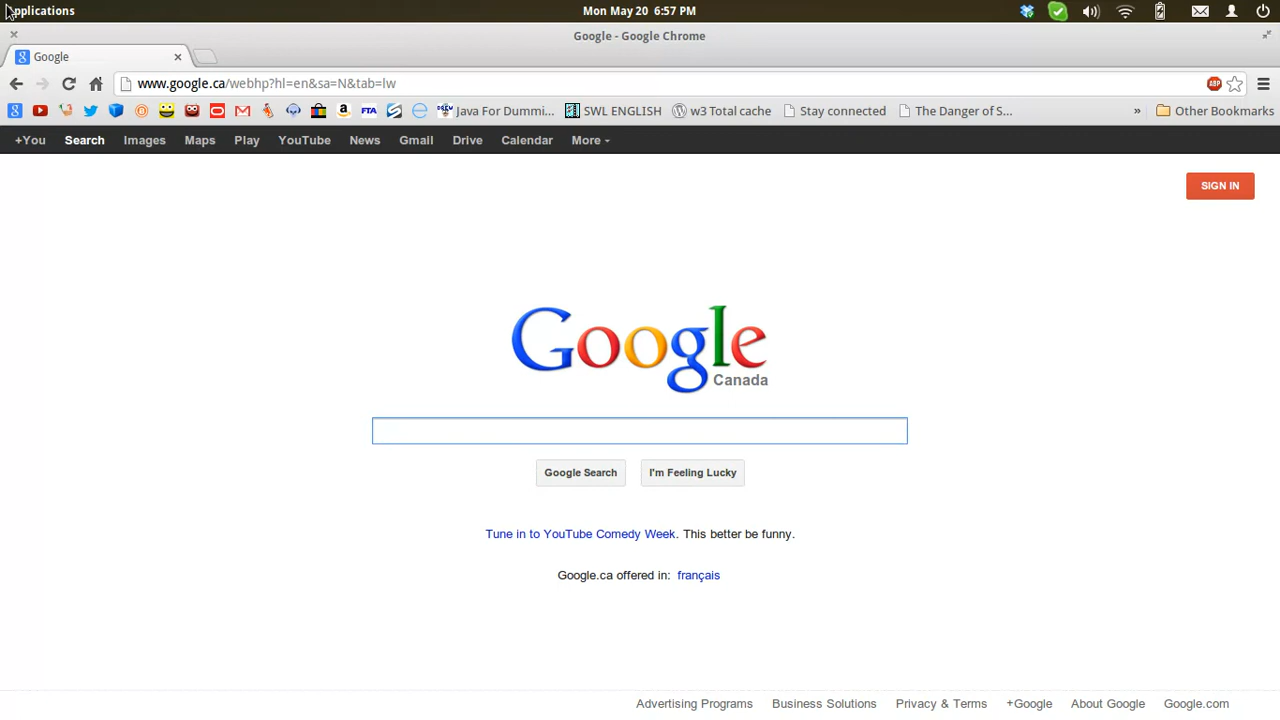 Applications
Mon May 20 6:57 PM
Google - Google Chrome
Google
www.google.ca/webhp?hl=en&sa=N&tab=lw
ABP
FTA
Java For Dummi...
SWL ENGLISH
w3 Total cache
Stay connected
The Danger of S...
»
Other Bookmarks
+You Search Images Maps Play YouTube News Gmail Drive Calendar More
SIGN IN
Google
Canada
Google Search
I'm Feeling Lucky
Tune in to YouTube Comedy Week. This better be funny.
Google.ca offered in: français
Advertising Programs Business Solutions Privacy & Terms +Google About Google Google.com